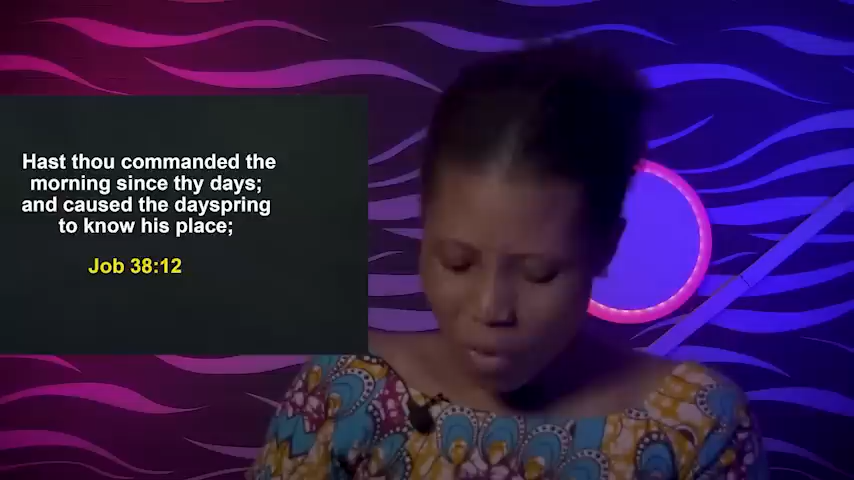 Hast thou commanded the
morning since thy days;
and caused the dayspring
to know his place;
Job 38:12